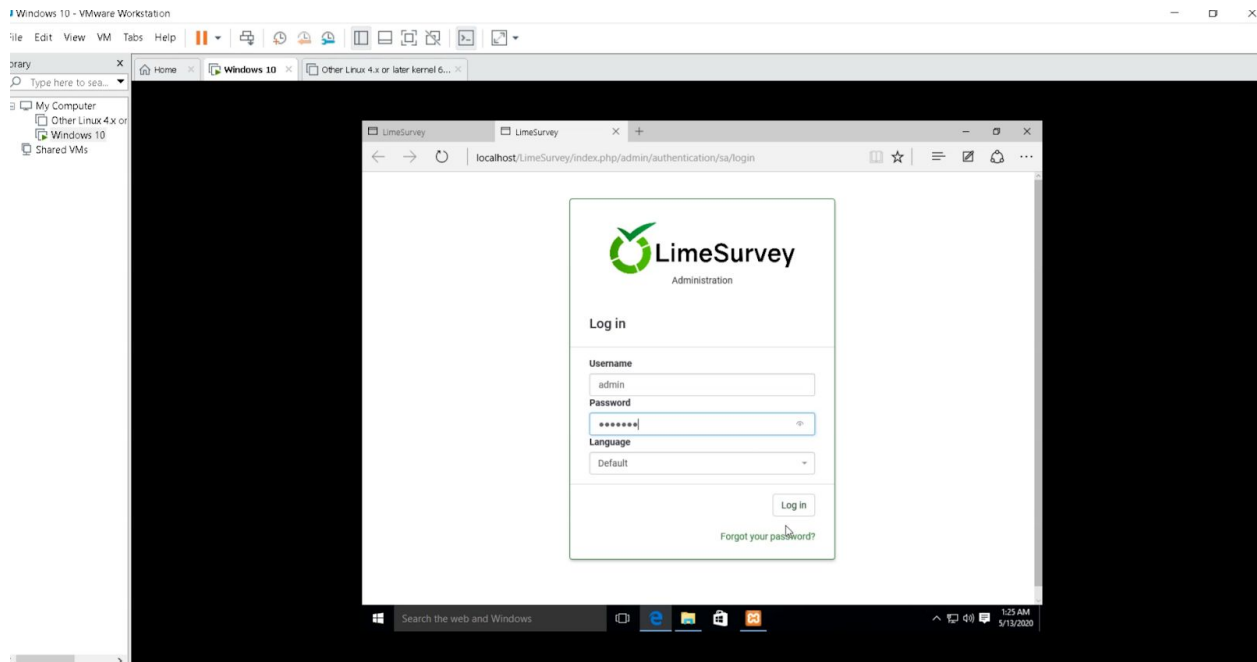 Windows 10 - VMware Workstation
File Edit View VM Tabs Help
brary X
Type here to sea...
Home
Windows 10
Other Linux 4.x or later kernel 6...
My Computer
Other Linux 4.x or
Windows 10
Shared VMs
LimeSurvey
LimeSurvey
localhost/LimeSurvey/index.php/admin/authentication/sa/login
LimeSurvey
Administration
Log in
Username
admin
Password
Language
Default
Log in
Forgot your password?
Search the web and Windows
1:25 AM
5/13/2020